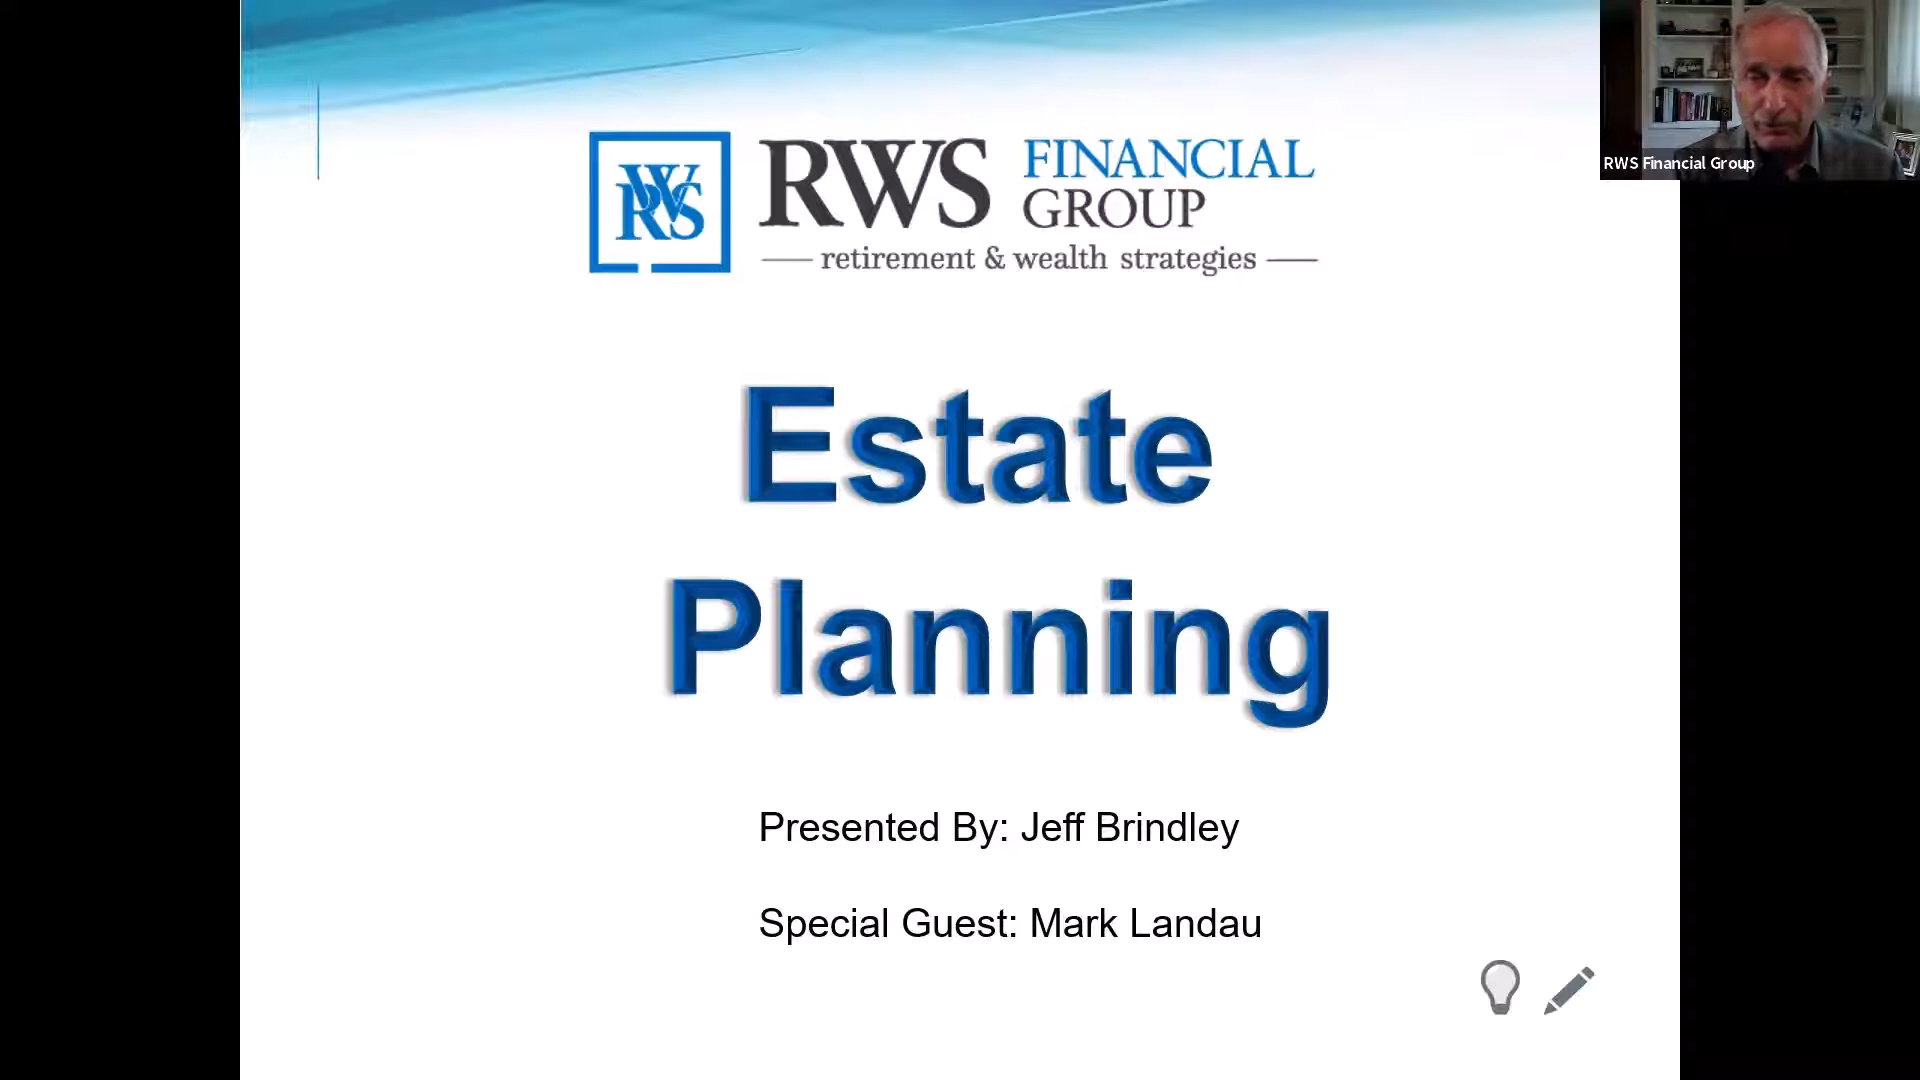 WRS
RWS
FINANCIAL
GROUP
retirement & wealth strategies
RWS Financial Group
Estate
Planning
Presented By: Jeff Brindley
Special Guest: Mark Landau